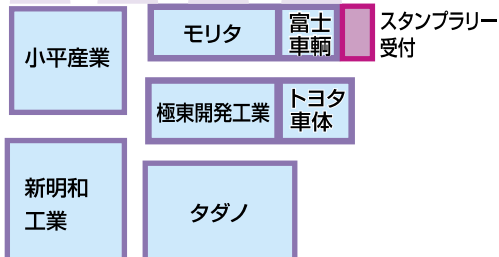 小平産業
モリタ
富士
車輌
スタンプラリー
受付
極東開発工業
トヨタ
車体
新明和
工業
タダノ